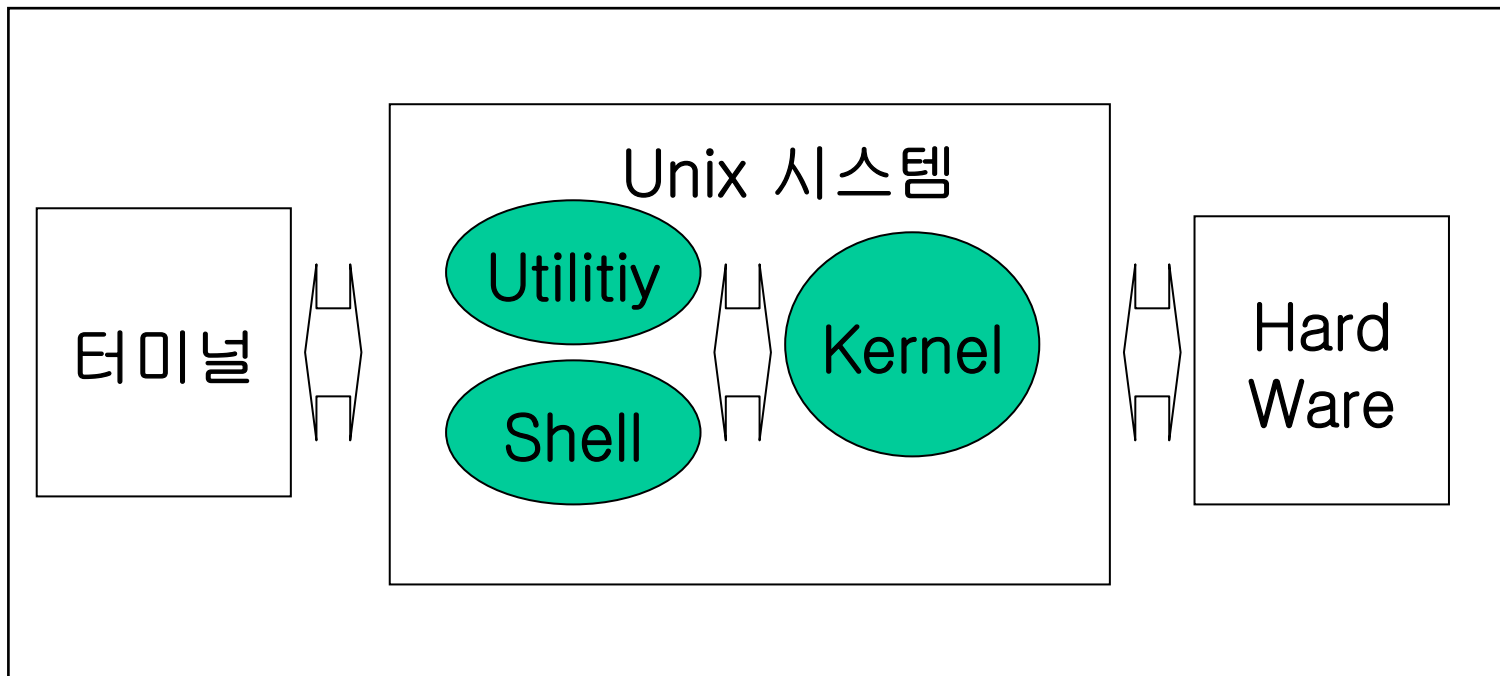 Unix 시스템
터미널
Utilitiy
Shell
Kernel
Hard
Ware